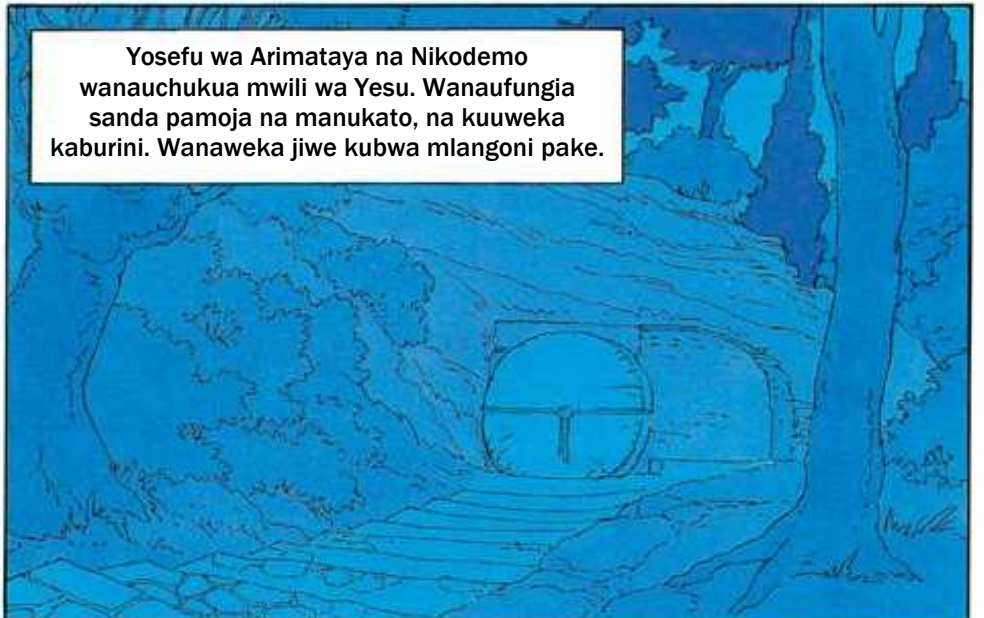 Yosefu wa Arimataya na Nikodemo
wanauchukua mwili wa Yesu. Wanaufungia
sanda pamoja na manukato, na kuuweka
kaburini. Wanaweka jiwe kubwa mlangoni pake.